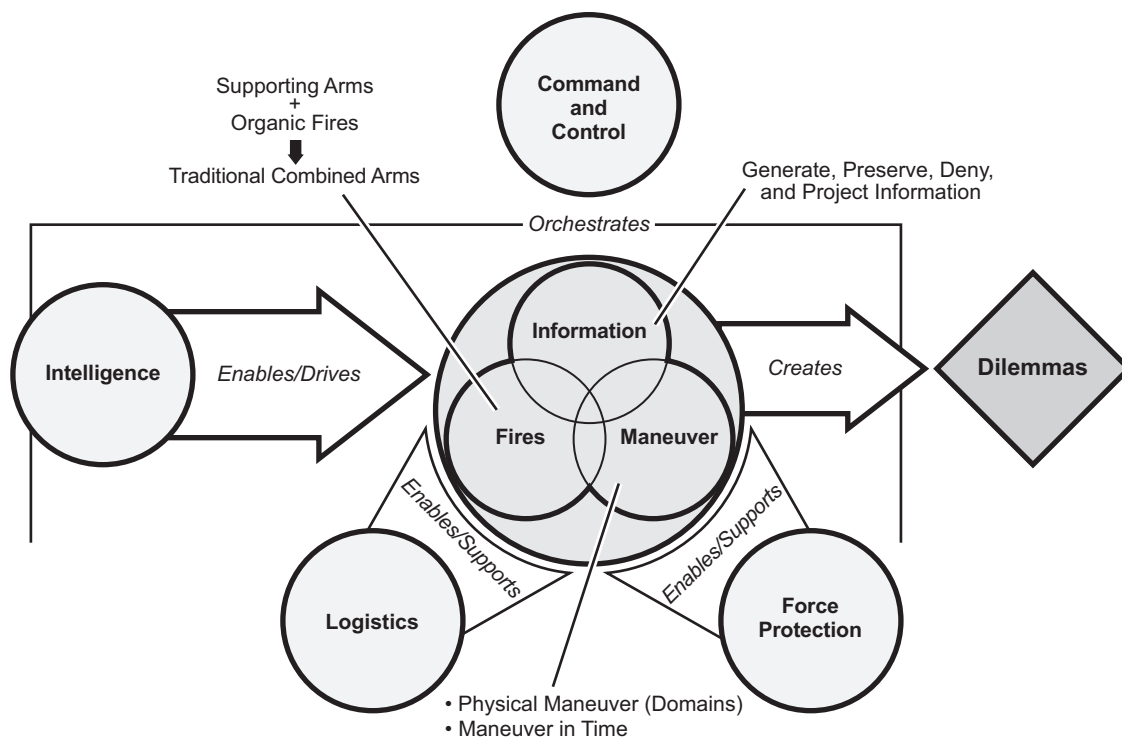 Command
and
Control
Supporting Arms
+
Organic Fires
Traditional Combined Arms
Generate, Preserve, Deny,
and Project Information
Orchestrates
Intelligence
Enables/Drives
Information
Fires
Maneuver
Creates
Dilemmas
Enables/Supports
Enables/Supports
Logistics
Force
Protection
• Physical Maneuver (Domains)
• Maneuver in Time